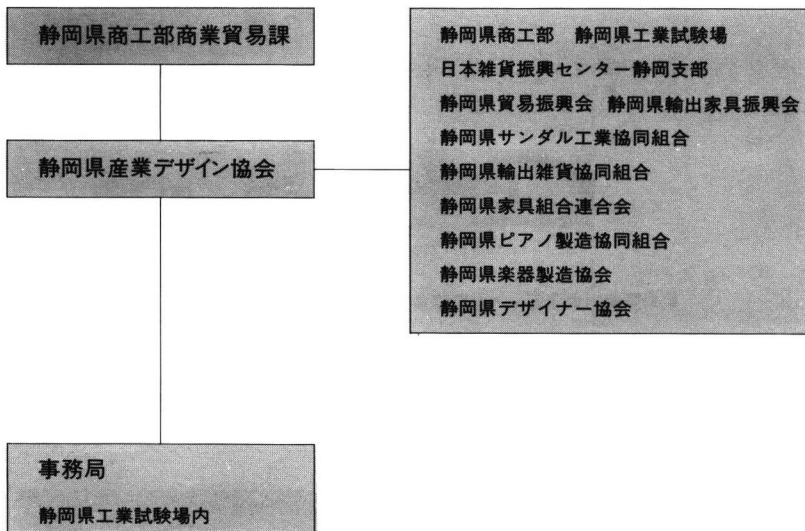 静岡県商工部商業貿易課
静岡県産業デザイン協会
静岡県商工部　静岡県工業試験場
日本雑貨振興センター静岡支部
静岡県貿易振興会　静岡県輸出家具振興会
静岡県サンダル工業協同組合
静岡県輸出雑貨協同組合
静岡県家具組合連合会
静岡県ピアノ製造協同組合
静岡県楽器製造協会
静岡県デザイナー協会
事務局
静岡県工業試験場内